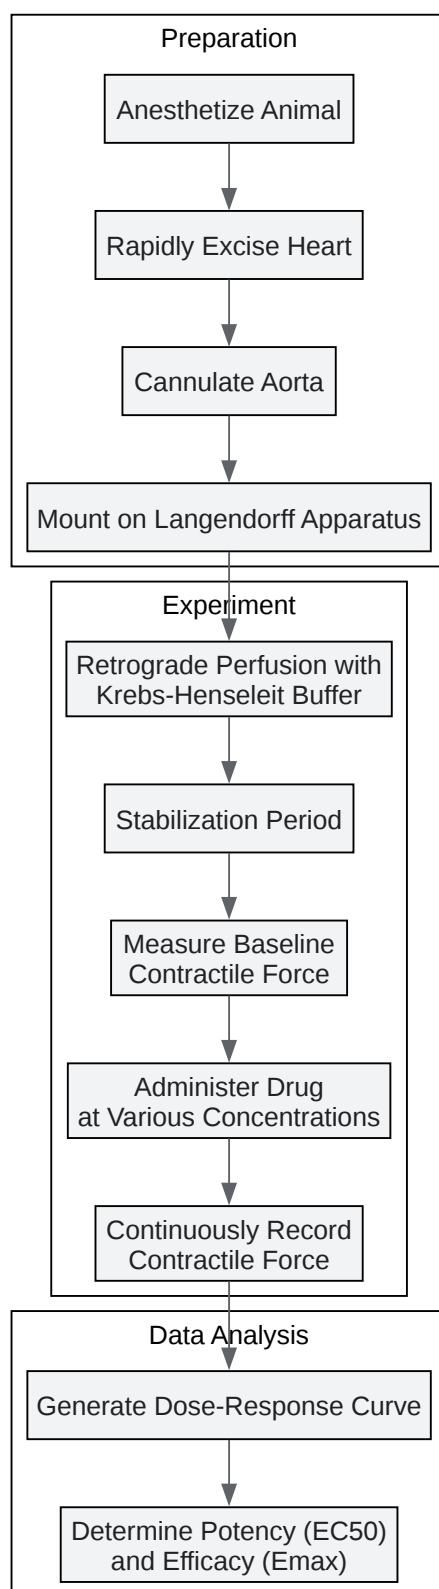 Preparation
Anesthetize Animal
Rapidly Excise Heart
Cannulate Aorta
Mount on Langendorff Apparatus
Experiment
Retrograde Perfusion with
Krebs-Henseleit Buffer
Stabilization Period
Measure Baseline
Contractile Force
Administer Drug
at Various Concentrations
Continuously Record
Contractile Force
Data Analysis
Generate Dose-Response Curve
Determine Potency (EC50)
and Efficacy (Emax)